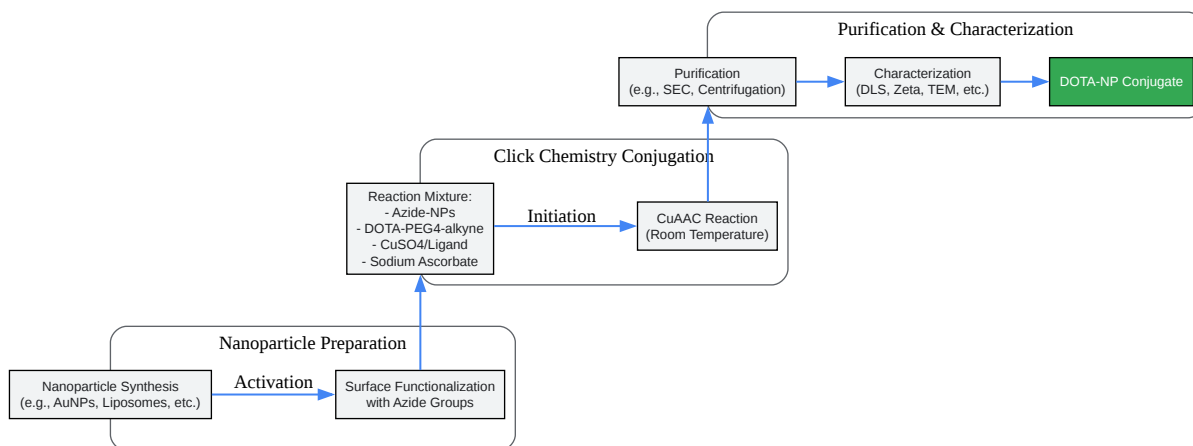 Purification & Characterization
Purification
(e.g., SEC, Centrifugation)
Characterization
(DLS, Zeta, TEM, etc.)
DOTA-NP Conjugate
Click Chemistry Conjugation
Reaction Mixture:
- Azide-NPs
- DOTA-PEG4-alkyne
- CuSO4/Ligand
- Sodium Ascorbate
Initiation
CuAAC Reaction
(Room Temperature)
Nanoparticle Preparation
Nanoparticle Synthesis
(e.g., AuNPs, Liposomes, etc.)
Activation
Surface Functionalization
with Azide Groups